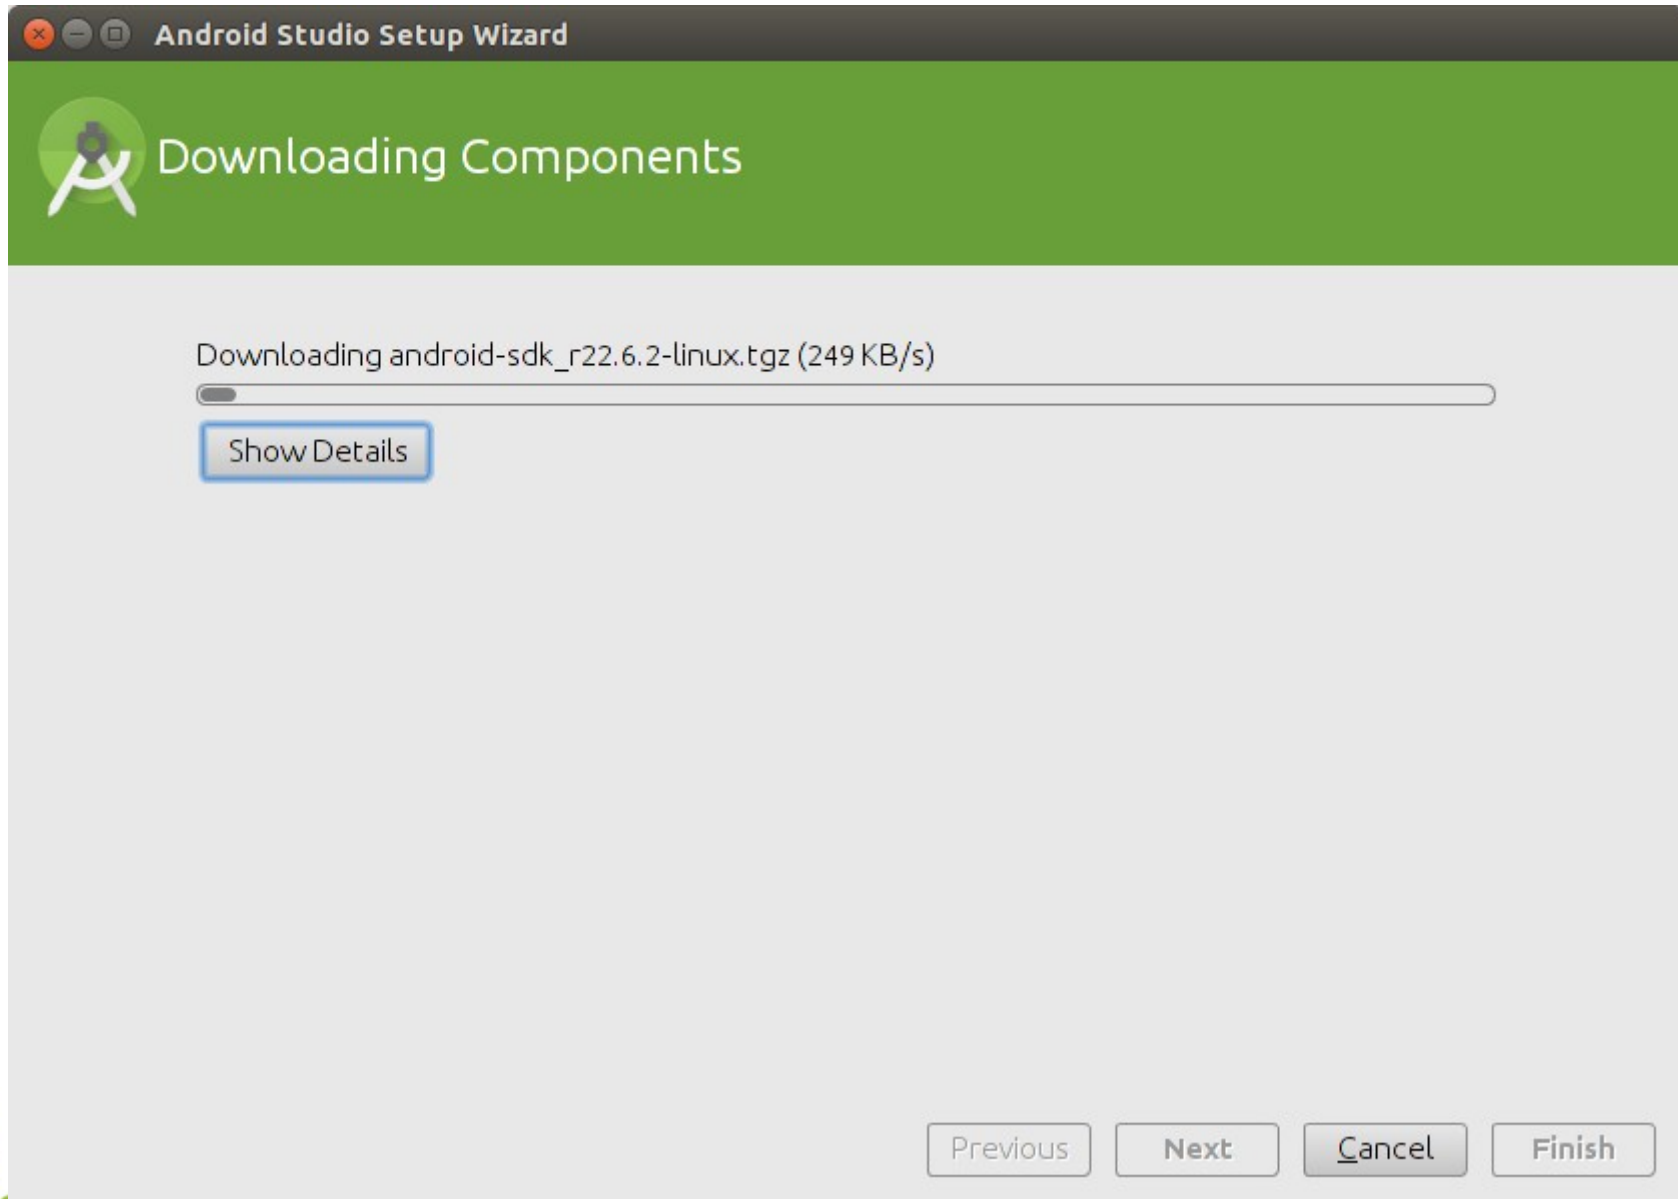 Android Studio Setup Wizard
Downloading Components
Downloading android-sdk_r22.6.2-linux.tgz (249 KB/s)
Show Details
Previous Next Cancel Finish